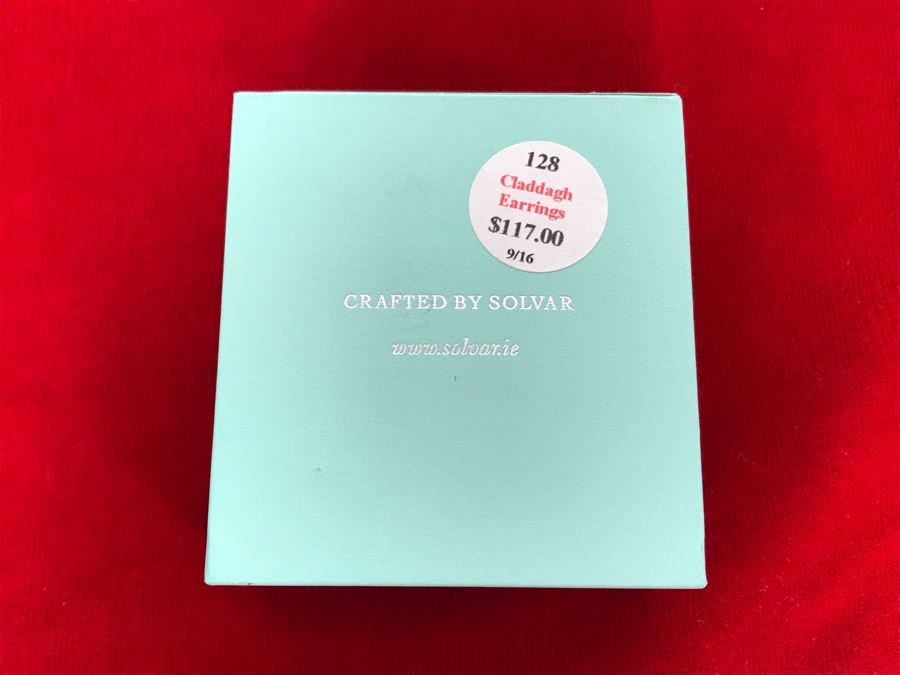 128
Claddagh
Earrings
$117.00
9/16
CRAFTED BY SOLVAR
www.solvar.ie